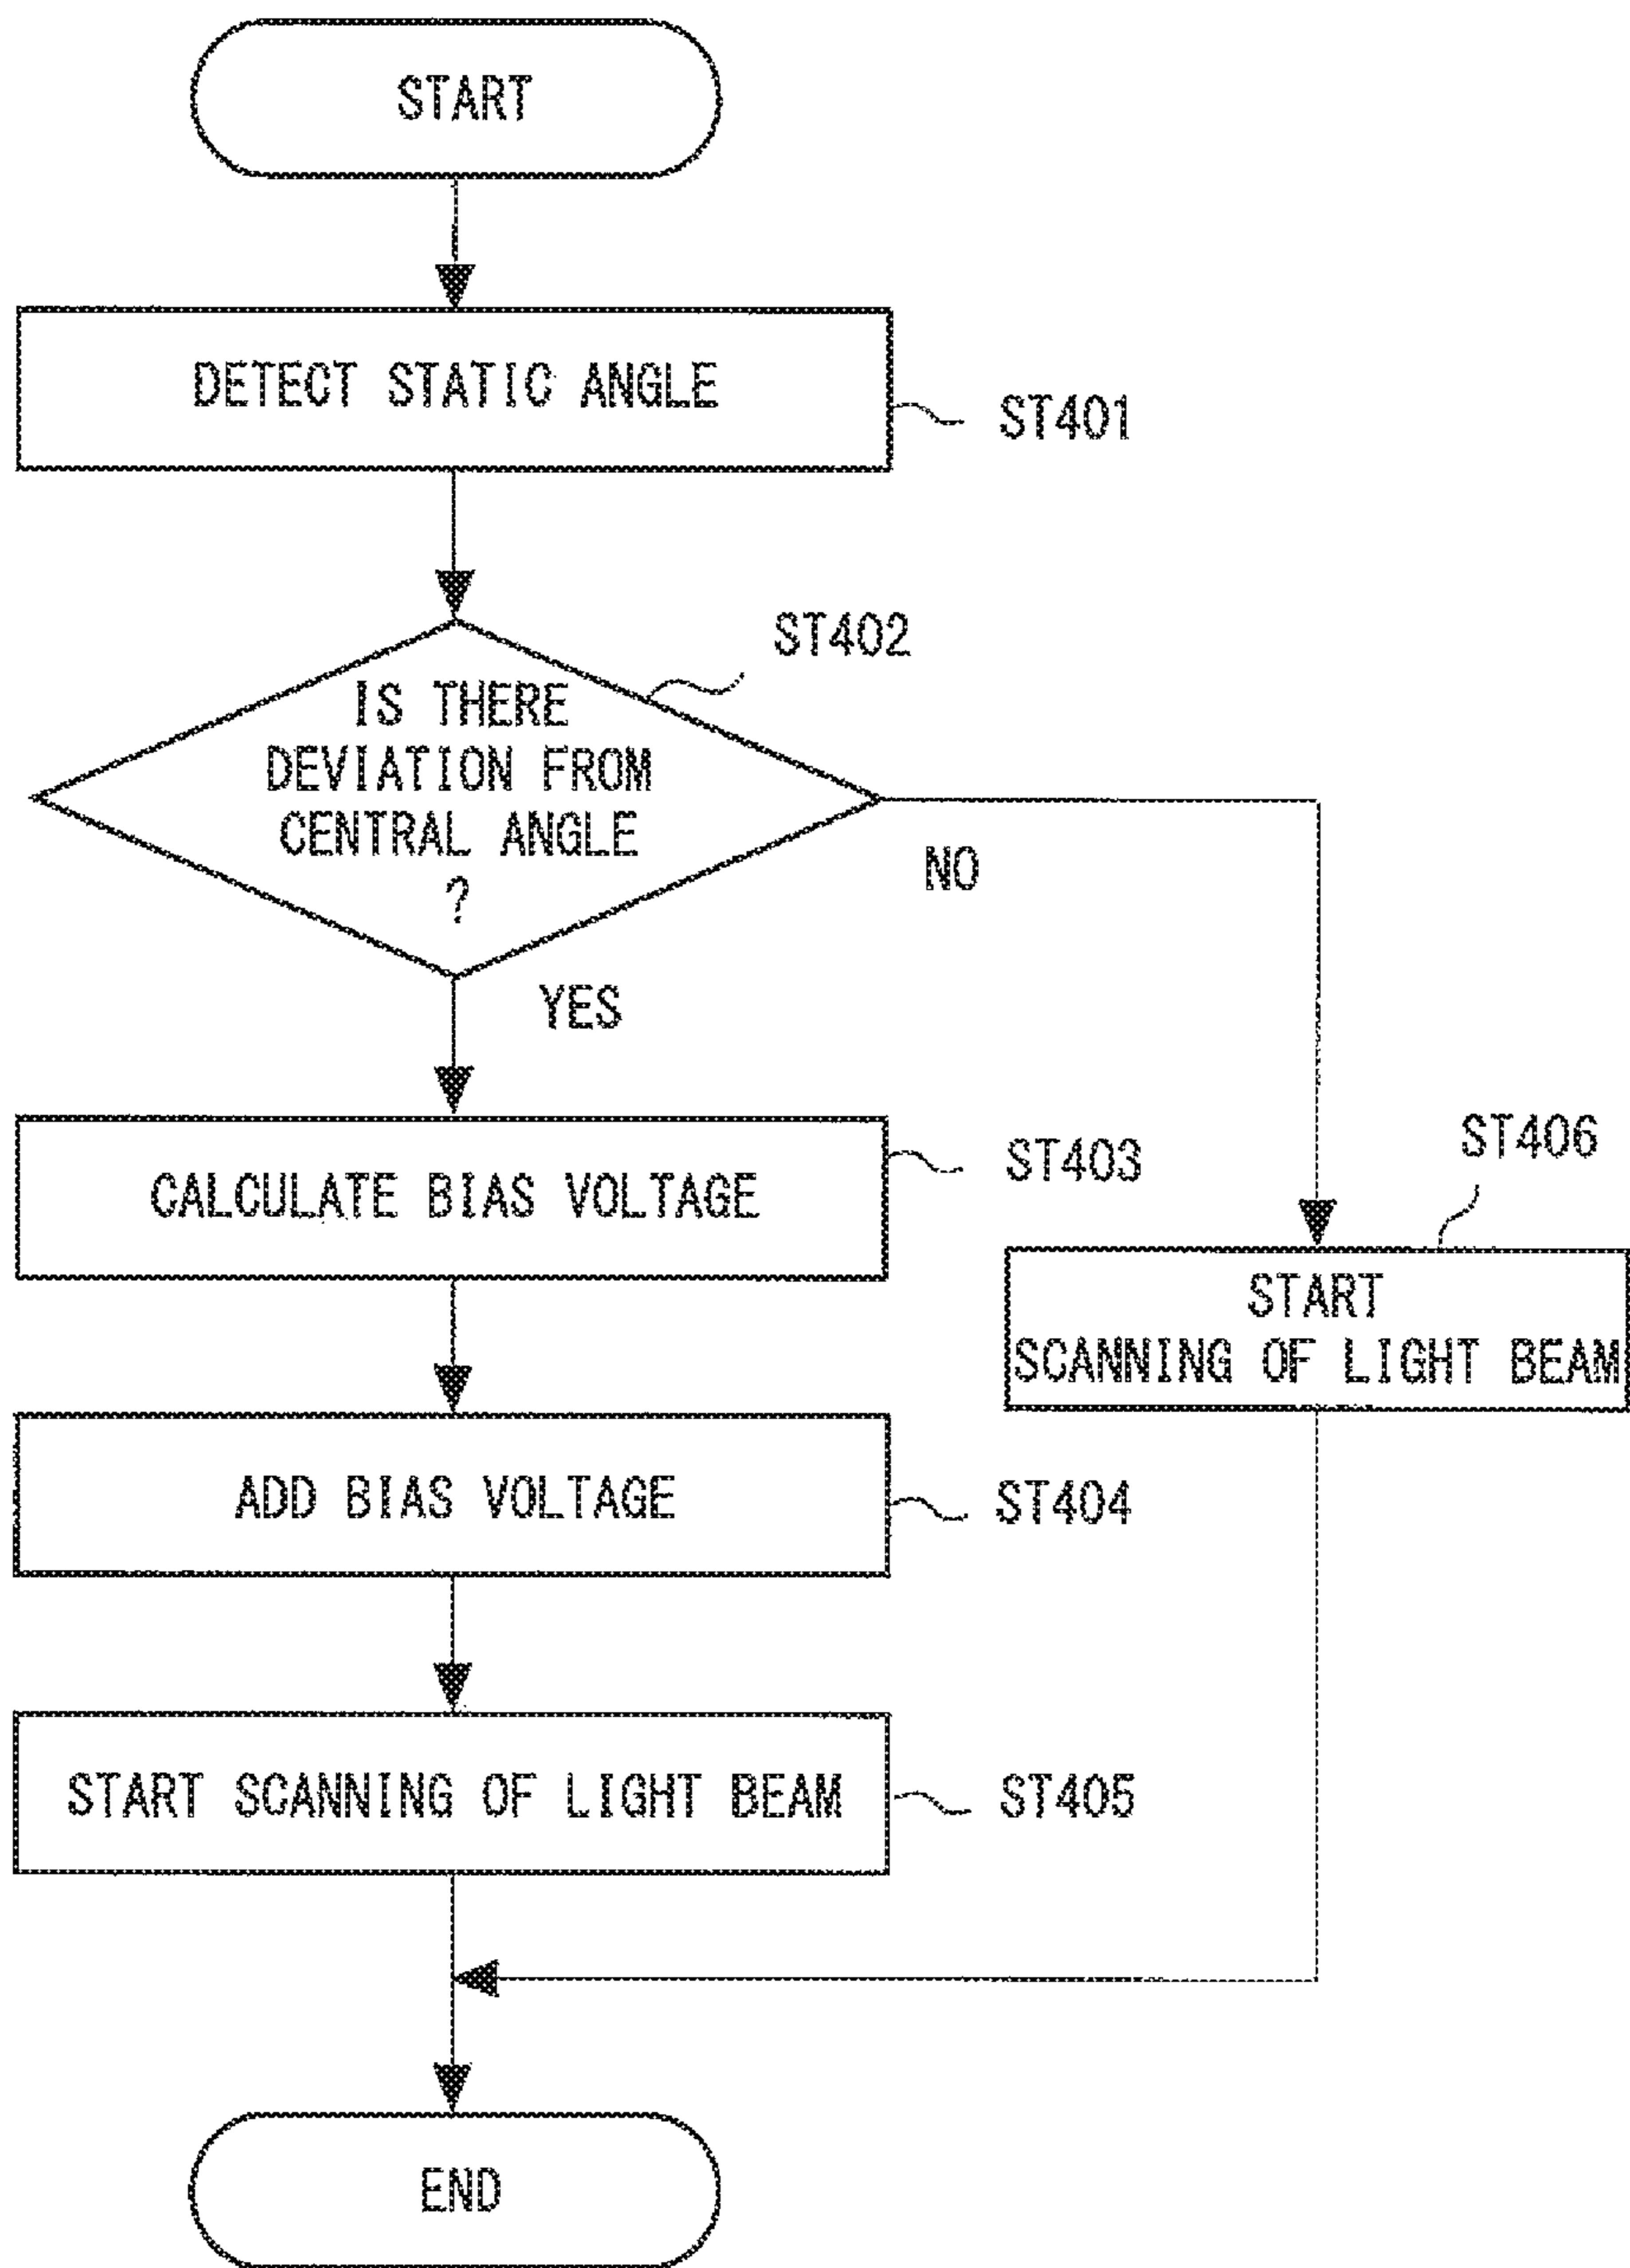 START
DETECT STATIC ANGLE
ST401
ST402
IS THERE
DEVIATION FROM
CENTRAL ANGLE
?
NO
YES
CALCULATE BIAS VOLTAGE
ST403
ST406
START
SCANNING OF LIGHT BEAM
ADD BIAS VOLTAGE
ST404
START SCANNING OF LIGHT BEAM
ST405
END